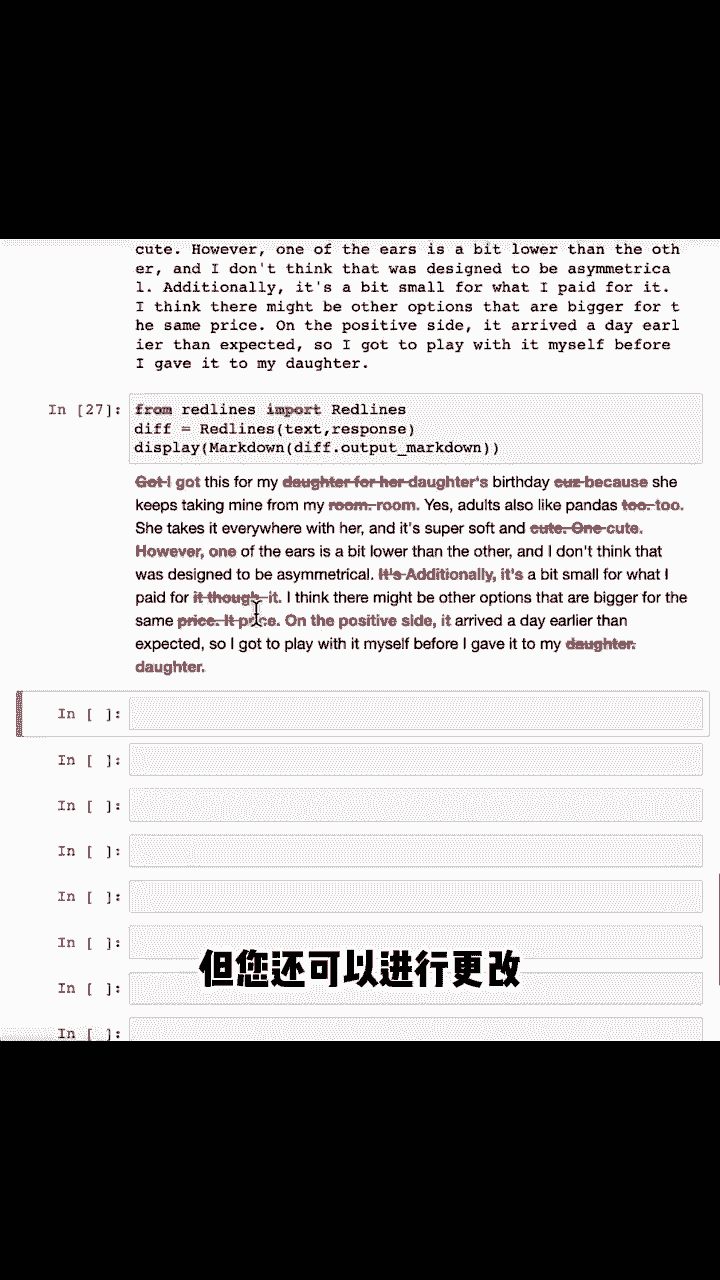 cute. However, one of the ears is a bit lower than the oth
er, and I don't think that was designed to be asymmetrica
l. Additionally, it's a bit small for what I paid for it.
I think there might be other options that are bigger for t
he same price. On the positive side, it arrived a day earl
ier than expected, so I got to play with it myself before
I gave it to my daughter.
In [27]: from redlines import Redlines
diff = Redlines(text,response)
display(Markdown(diff.output_markdown))
Got I got this for my daughter for her daughter's birthday cuz because she
keeps taking mine from my room. room. Yes, adults also like pandas too. too.
She takes it everywhere with her, and it's super soft and cute. One cute.
However, one of the ears is a bit lower than the other, and I don't think that
was designed to be asymmetrical. It's Additionally, it's a bit small for what I
paid for it though. it. I think there might be other options that are bigger for the
same price. It price. On the positive side, it arrived a day earlier than
expected, so I got to play with it myself before I gave it to my daughter.
daughter.
In [ ]:
In [ ]:
In [ ]:
In [ ]:
In [ ]:
In [ ]:
但您还可以进行更改
In [ ]:
In [ ]: